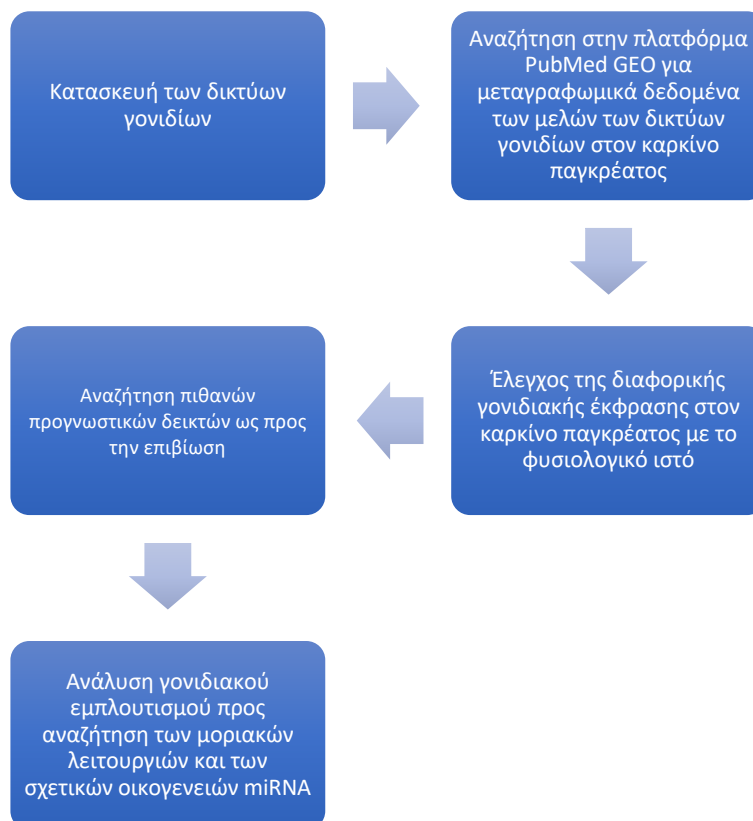 Κατασκευή των δικτύων
γονιδίων
Αναζήτηση στην πλατφόρμα
PubMed GEO για
μεταγραφωμικά δεδομένα
των μελών των δικτύων
γονιδίων στον καρκίνο
παγκρέατος
Έλεγχος της διαφορικής
γονιδιακής έκφρασης στον
καρκίνο παγκρέατος με το
φυσιολογικό ιστό
Αναζήτηση πιθανών
προγνωστικών δεικτών ως προς
την επιβίωση
Ανάλυση γονιδιακού
εμπλουτισμού προς
αναζήτηση των μοριακών
λειτουργιών και των
σχετικών οικογενειών miRNA